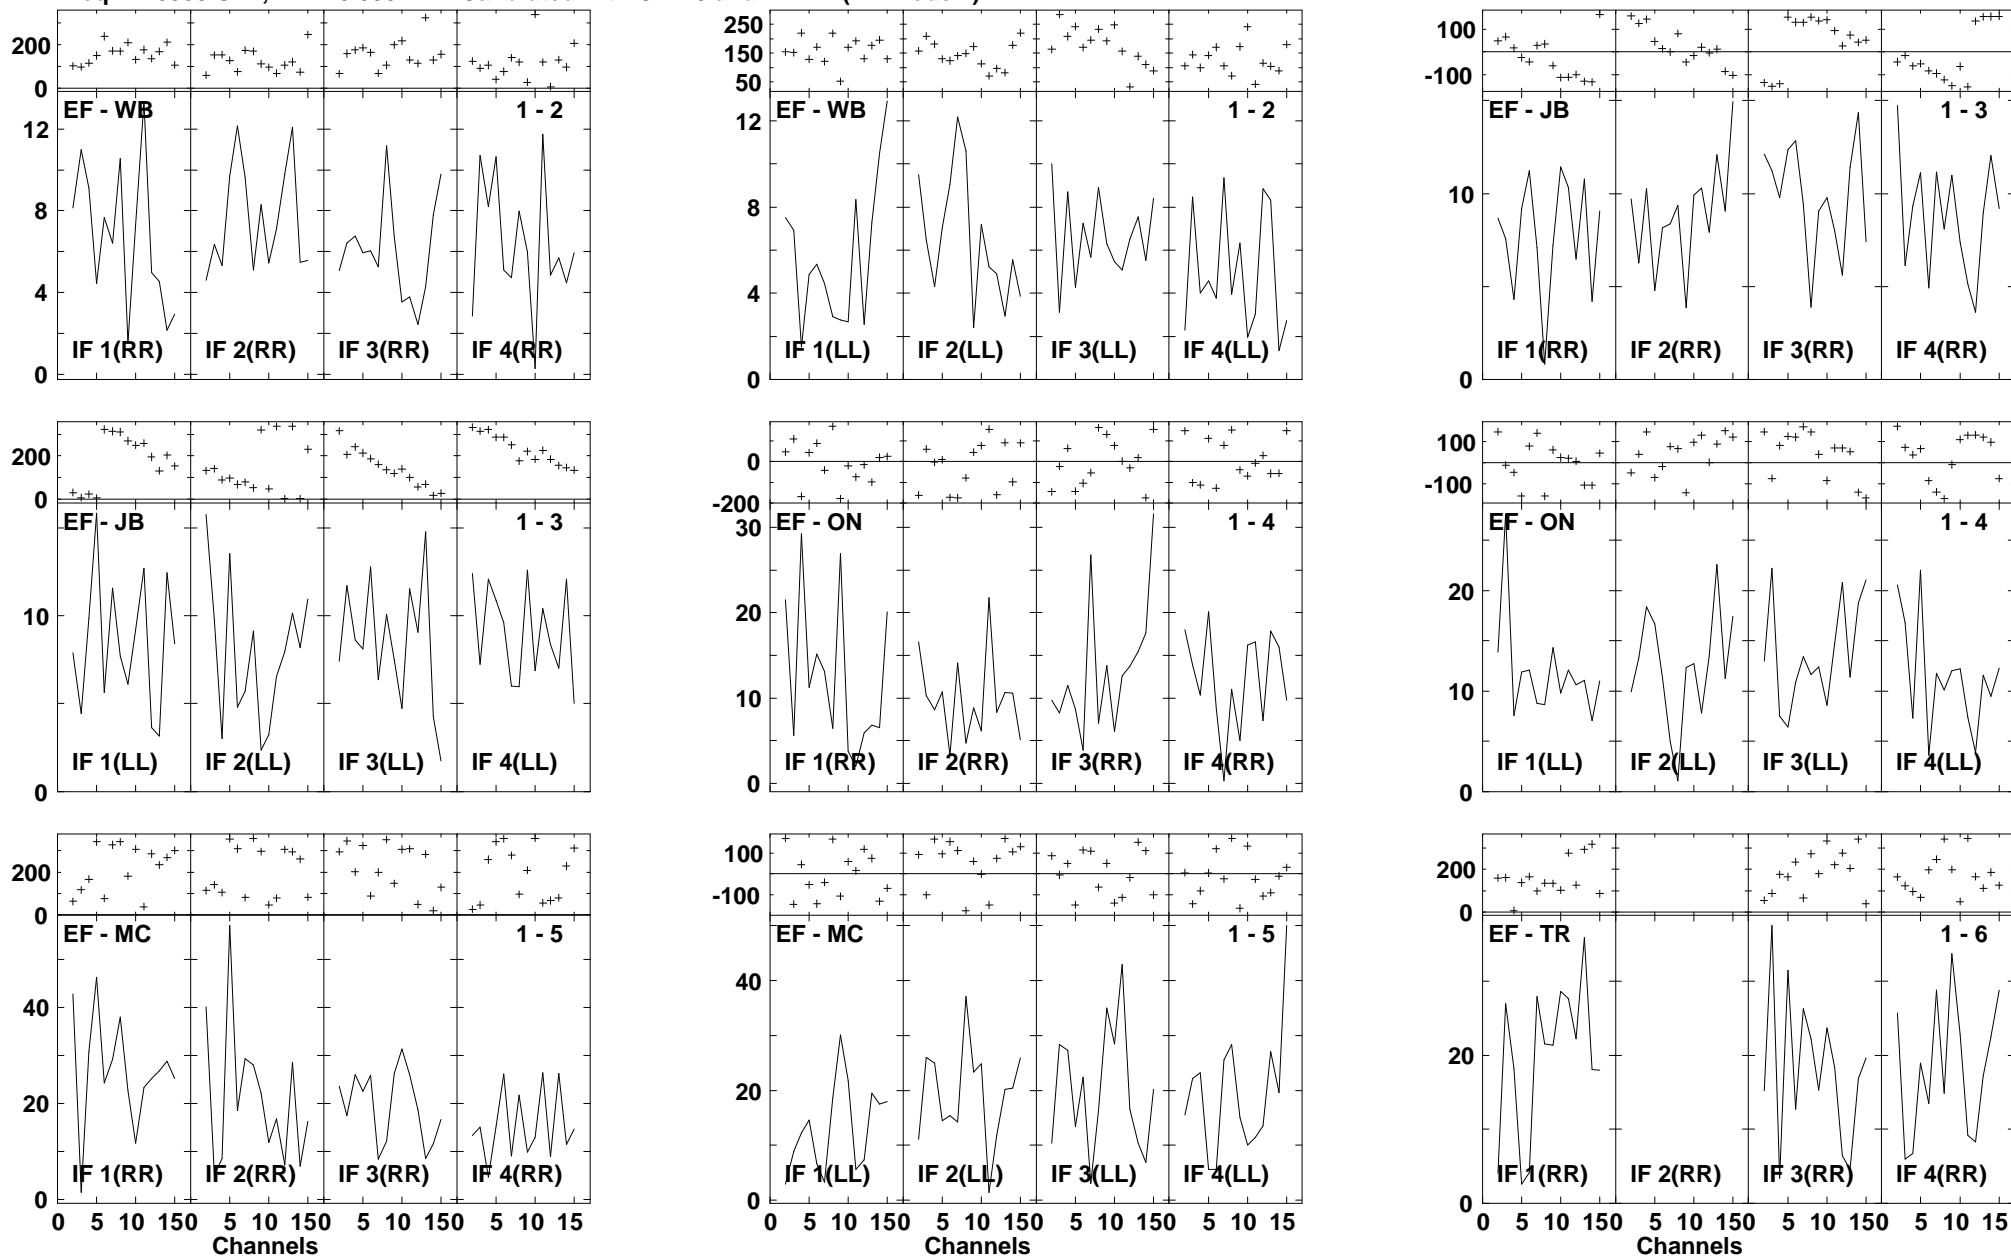 200
0
250
150
50
100
-100
EF - WB
1 - 2
EF - WB
1 - 2
EF - JB
1 - 3
12
8
4
0
12
8
4
0
10
0
IF 1(RR)
IF 2(RR)
IF 3(RR)
IF 4(RR)
IF 1(LL)
IF 2(LL)
IF 3(LL)
IF 4(LL)
IF 1(RR)
IF 2(RR)
IF 3(RR)
IF 4(RR)
200
0
0
-200
100
-100
EF - JB
1 - 3
EF - ON
1 - 4
EF - ON
1 - 4
10
0
30
20
10
0
20
10
0
IF 1(LL)
IF 2(LL)
IF 3(LL)
IF 4(LL)
IF 1(RR)
IF 2(RR)
IF 3(RR)
IF 4(RR)
IF 1(LL)
IF 2(LL)
IF 3(LL)
IF 4(LL)
200
0
100
-100
200
0
EF - MC
1 - 5
EF - MC
1 - 5
EF - TR
1 - 6
40
20
0
40
20
0
20
0
IF 1(RR)
IF 2(RR)
IF 3(RR)
IF 4(RR)
IF 1(LL)
IF 2(LL)
IF 3(LL)
IF 4(LL)
IF 1(RR)
IF 2(RR)
IF 3(RR)
IF 4(RR)
0 5 10 150 5 10 150 5 10 150 5 10 15
0 5 10 150 5 10 150 5 10 150 5 10 15
0 5 10 150 5 10 150 5 10 150 5 10 15
Channels
Channels
Channels